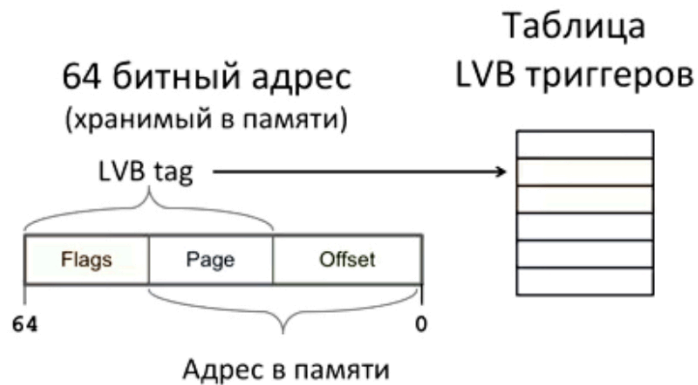 Таблица
LVB триггеров
64 битный адрес
(хранимый в памяти)
LVB tag
Flags Page Offset
64 0
Адрес в памяти